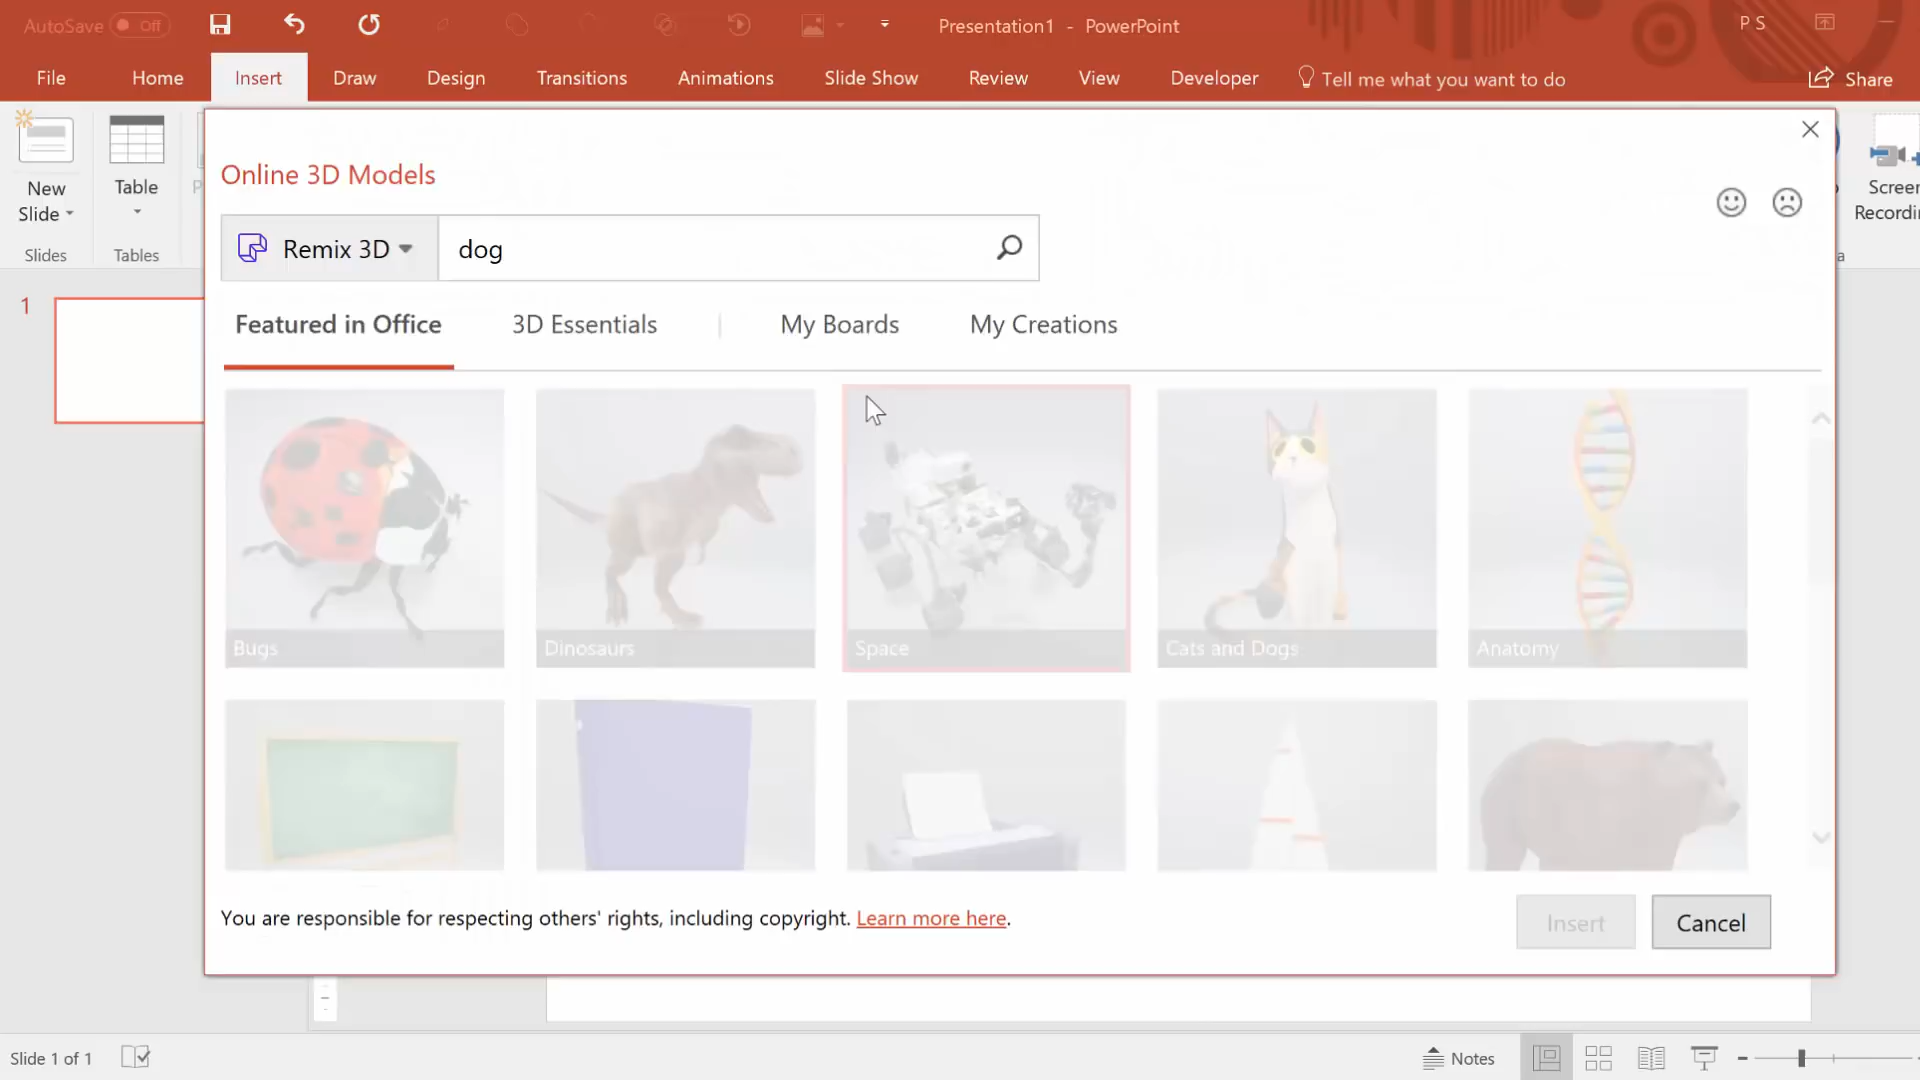 AutoSave Off
Presentation1 - PowerPoint
P S
File Home Insert Draw Design Transitions Animations Slide Show Review View Developer Tell me what you want to do Share
New Slide
Table
Screen
Recordi
Slides
Tables
a
Online 3D Models
Remix 3D dog
Featured in Office 3D Essentials My Boards My Creations
1
Bugs Dinosaurs Space Cats and Dogs Anatomy
You are responsible for respecting others' rights, including copyright. Learn more here.
Insert Cancel
Slide 1 of 1
Notes